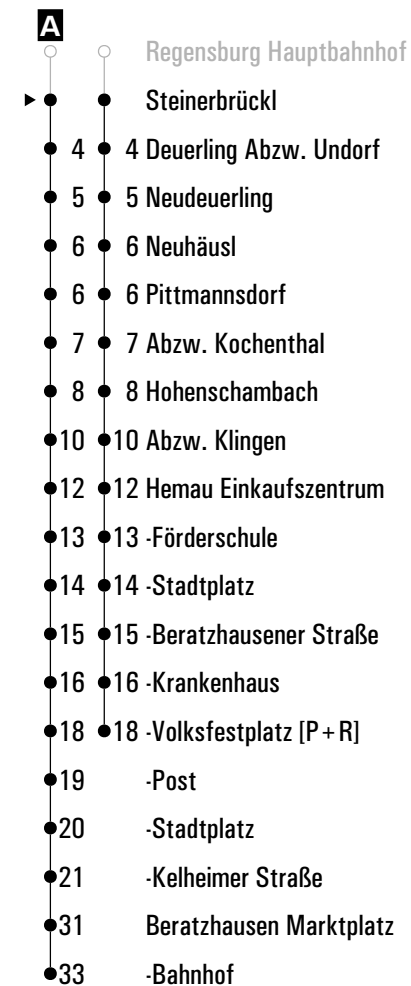 A
Regensburg Hauptbahnhof
Steinerbrückl
4 4 Deuerling Abzw. Undorf
5 5 Neudeuerling
6 6 Neuhäusl
6 6 Pittmannsdorf
7 7 Abzw. Kochenthal
8 8 Hohenschambach
10 10 Abzw. Klingen
12 12 Hemau Einkaufszentrum
13 13 -Förderschule
14 14 -Stadtplatz
15 15 -Beratzhausener Straße
16 16 -Krankenhaus
18 18 -Volksfestplatz [P+R]
19 -Post
20 -Stadtplatz
21 -Kelheimer Straße
31 Beratzhausen Marktplatz
33 -Bahnhof